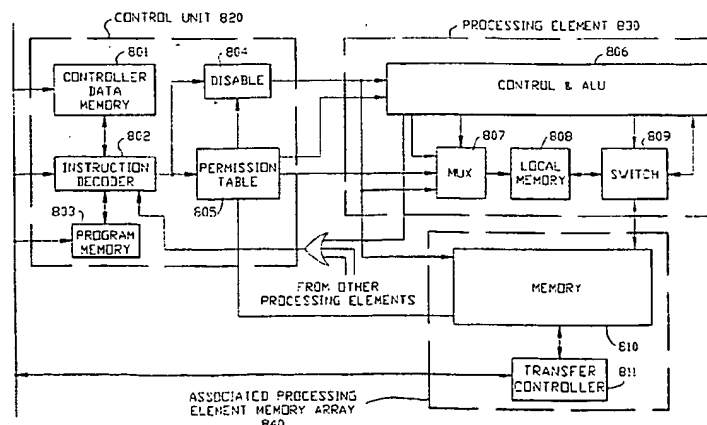 CONTROL UNIT 820
PROCESSING ELEMENT 830
801
CONTROLLER
DATA
MEMORY
802
INSTRUCTION
DECODER
803
PROGRAM
MEMORY
804
DISABLE
PERMISSION
TABLE
805
806
CONTROL & ALU
807
MUX
808
LOCAL
MEMORY
809
SWITCH
FROM OTHER
PROCESSING ELEMENTS
MEMORY
810
TRANSFER
CONTROLLER
811
ASSOCIATED PROCESSING
ELEMENT MEMORY ARRAY
840